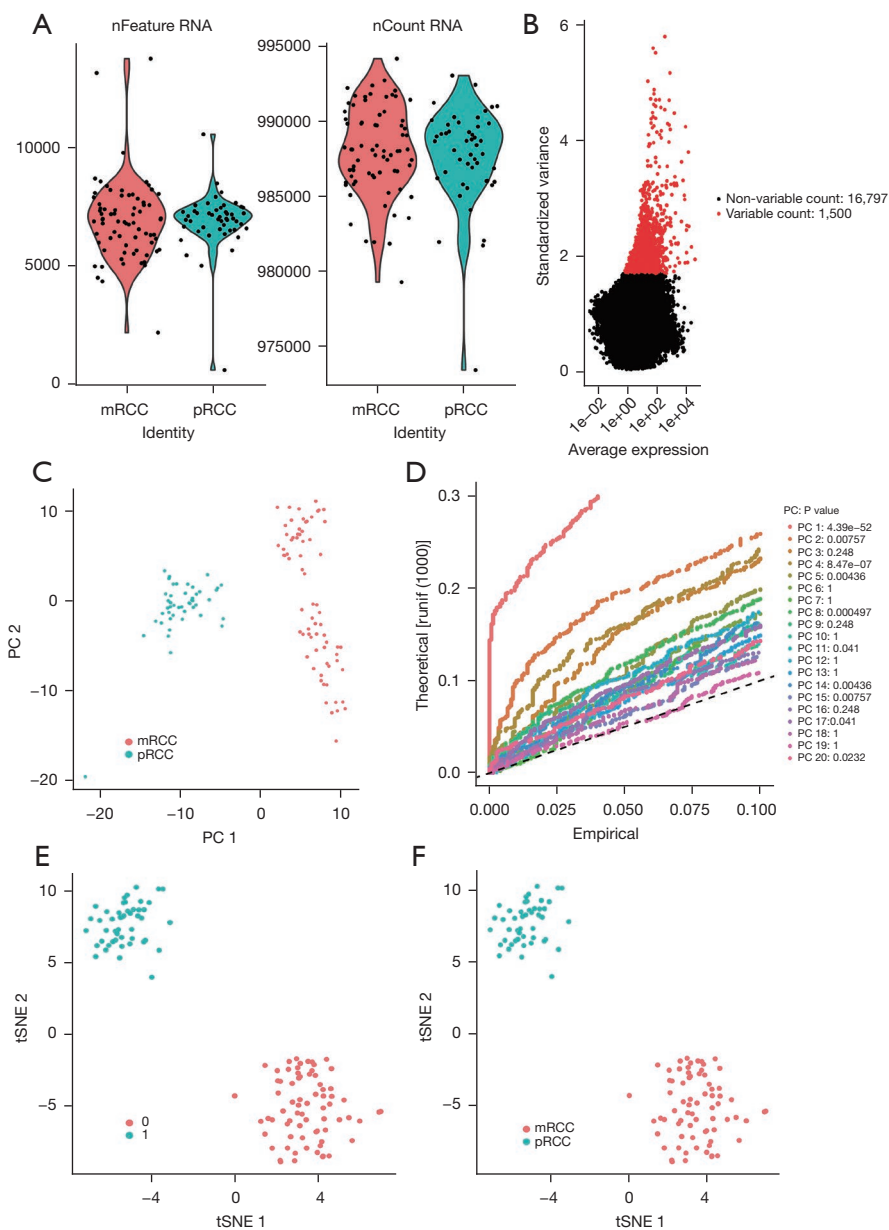 A
nFeature RNA
10000
5000
0
mRCC
pRCC
Identity
nCount RNA
995000
990000
985000
980000
975000
mRCC
pRCC
Identity
B
6
4
2
0
Standardized variance
1e−02
1e+00
1e+02
1e+04
Average expression
Non-variable count: 16,797
Variable count: 1,500
C
10
0
−10
−20
PC 2
mRCC
pRCC
−20
−10
0
10
PC 1
D
0.3
0.2
0.1
0.0
Theoretical [runif (1000)]
0.000
0.025
0.050
0.075
0.100
Empirical
PC: P value
PC 1: 4.39e−52
PC 2: 0.00757
PC 3: 0.248
PC 4: 8.47e−07
PC 5: 0.00436
PC 6: 1
PC 7: 1
PC 8: 0.000497
PC 9: 0.248
PC 10: 1
PC 11: 0.041
PC 12: 1
PC 13: 1
PC 14: 0.00436
PC 15: 0.00757
PC 16: 0.248
PC 17:0.041
PC 18: 1
PC 19: 1
PC 20: 0.0232
E
10
5
0
−5
tSNE 2
0
1
−4
0
4
tSNE 1
F
10
5
0
−5
tSNE 2
mRCC
pRCC
−4
0
4
tSNE 1